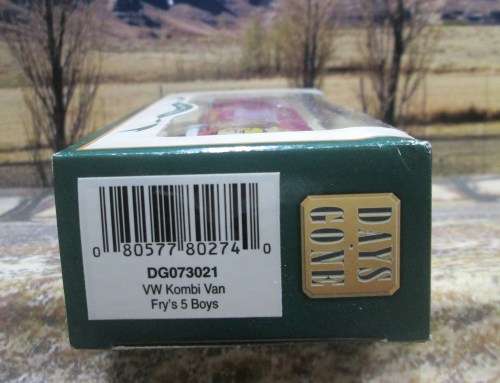 0 80577 80274 0
DG073021
VW Kombi Van
Fry's 5 Boys
DAYS
GONE